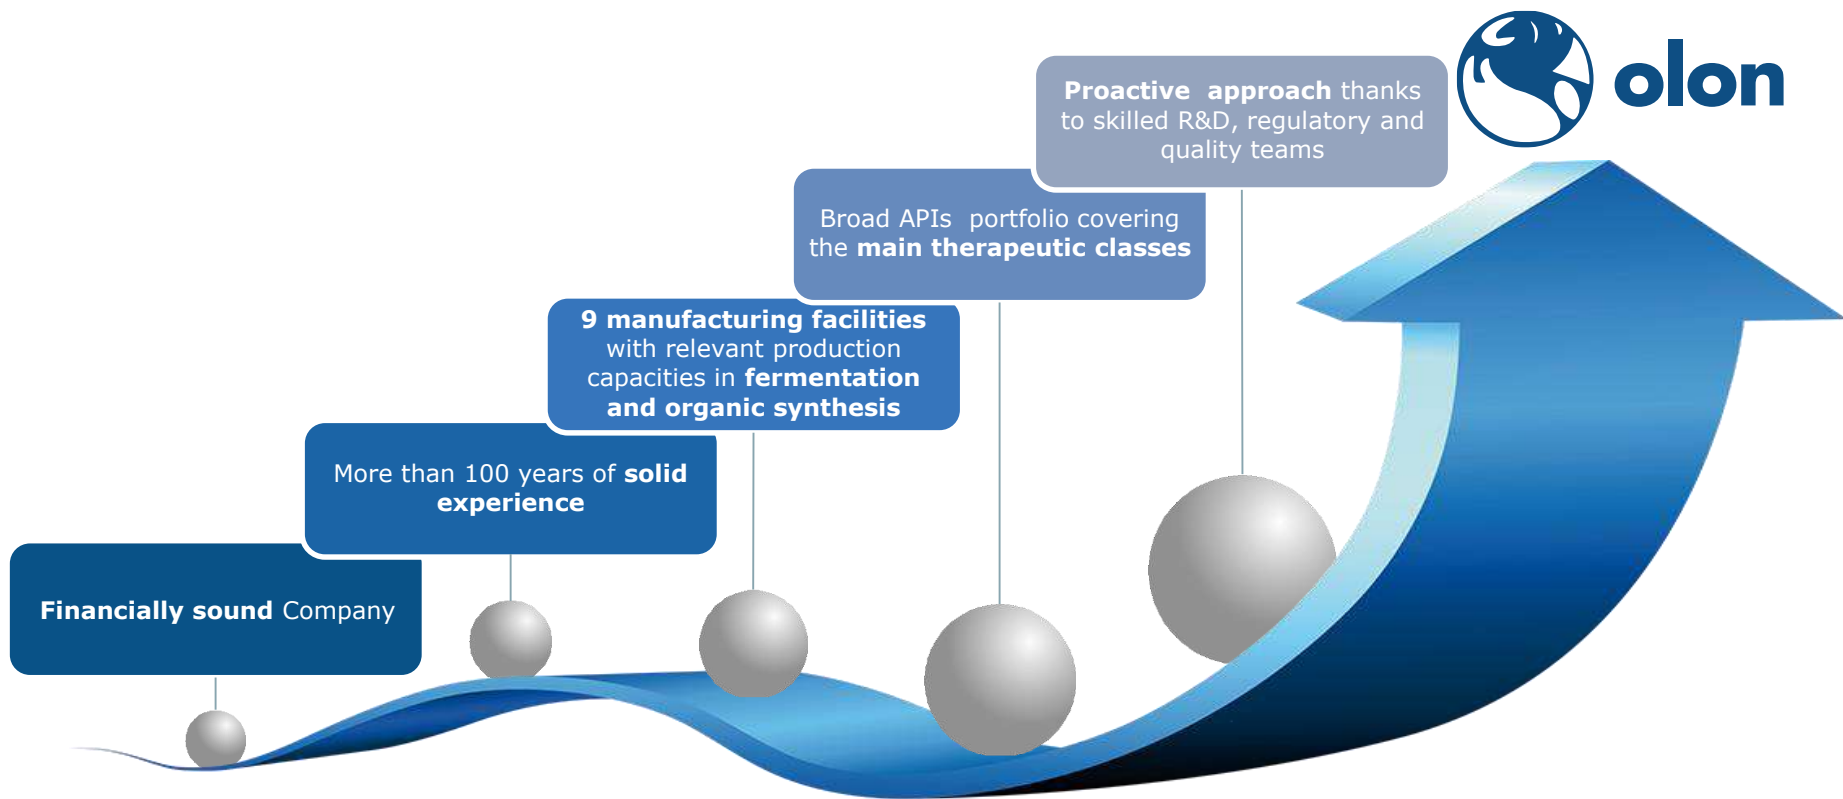 olon
Proactive approach thanks
to skilled R&D, regulatory and
quality teams
Broad APIs portfolio covering
the main therapeutic classes
9 manufacturing facilities
with relevant production
capacities in fermentation
and organic synthesis
More than 100 years of solid
experience
Financially sound Company